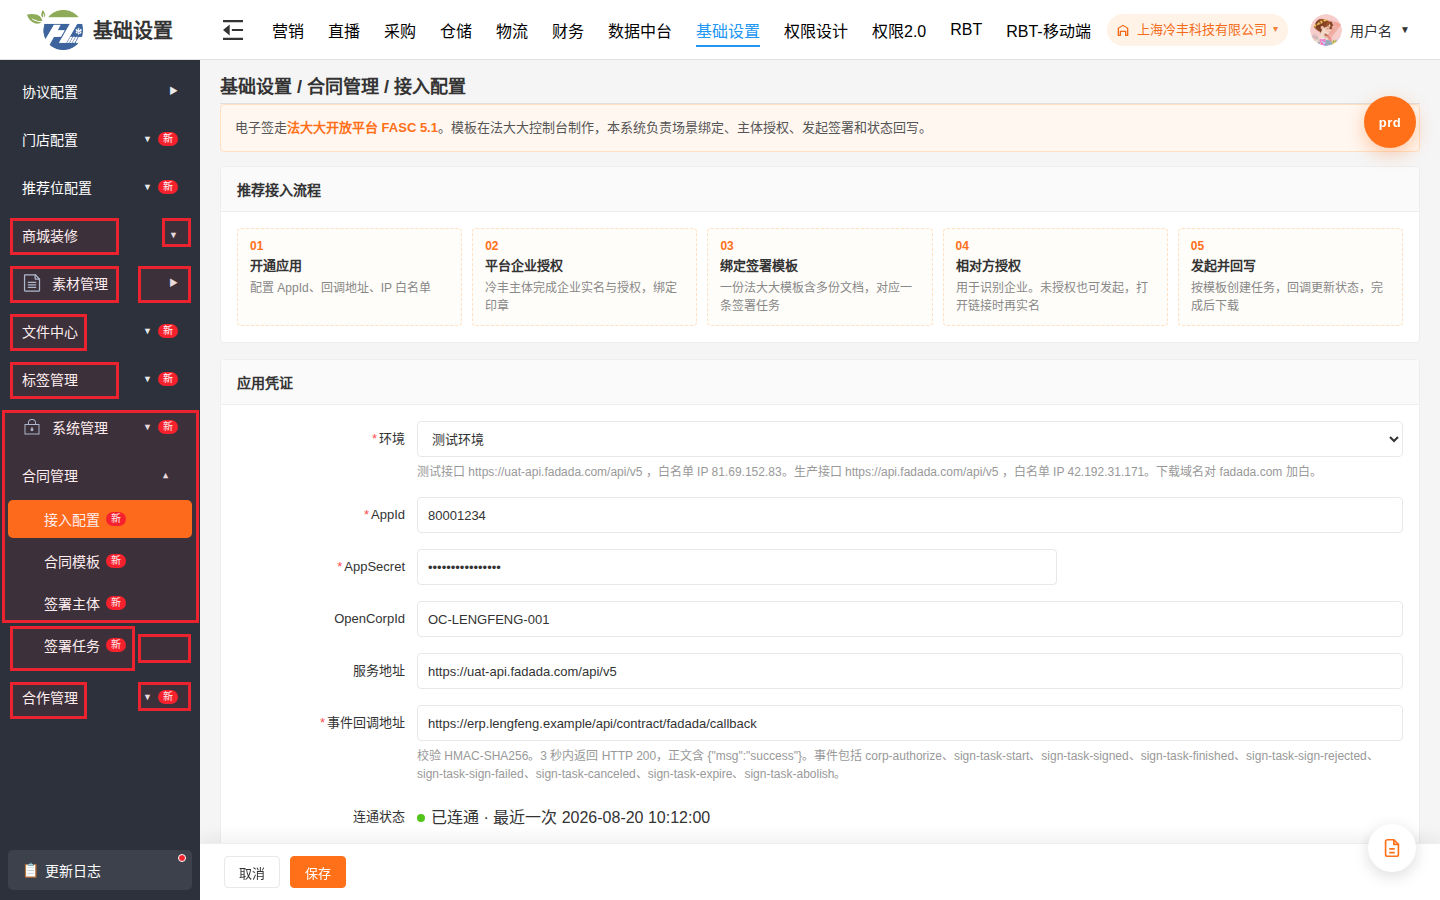 基础设置
营销 直播 采购 仓储 物流 财务 数据中台 基础设置 权限设计 权限2.0 RBT RBT-移动端
上海冷丰科技有限公司
用户名
协议配置
门店配置 新
推荐位配置 新
商城装修
素材管理
文件中心 新
标签管理 新
系统管理 新
合同管理
接入配置 新
合同模板 新
签署主体 新
签署任务 新
合作管理 新
更新日志
基础设置 / 合同管理 / 接入配置
电子签走法大大开放平台 FASC 5.1。模板在法大大控制台制作，本系统负责场景绑定、主体授权、发起签署和状态回写。
prd
推荐接入流程
01
开通应用
配置 AppId、回调地址、IP 白名单
02
平台企业授权
冷丰主体完成企业实名与授权，绑定
印章
03
绑定签署模板
一份法大大模板含多份文档，对应一
条签署任务
04
相对方授权
用于识别企业。未授权也可发起，打
开链接时再实名
05
发起并回写
按模板创建任务，回调更新状态，完
成后下载
应用凭证
*环境 测试环境
测试接口 https://uat-api.fadada.com/api/v5 ，白名单 IP 81.69.152.83。生产接口 https://api.fadada.com/api/v5 ，白名单 IP 42.192.31.171。下载域名对 fadada.com 加白。
*AppId 80001234
*AppSecret ••••••••••••••••
OpenCorpId OC-LENGFENG-001
服务地址 https://uat-api.fadada.com/api/v5
*事件回调地址 https://erp.lengfeng.example/api/contract/fadada/callback
校验 HMAC-SHA256。3 秒内返回 HTTP 200，正文含 {"msg":"success"}。事件包括 corp-authorize、sign-task-start、sign-task-signed、sign-task-finished、sign-task-sign-rejected、
sign-task-sign-failed、sign-task-canceled、sign-task-expire、sign-task-abolish。
连通状态 已连通 · 最近一次 2026-08-20 10:12:00
取消 保存